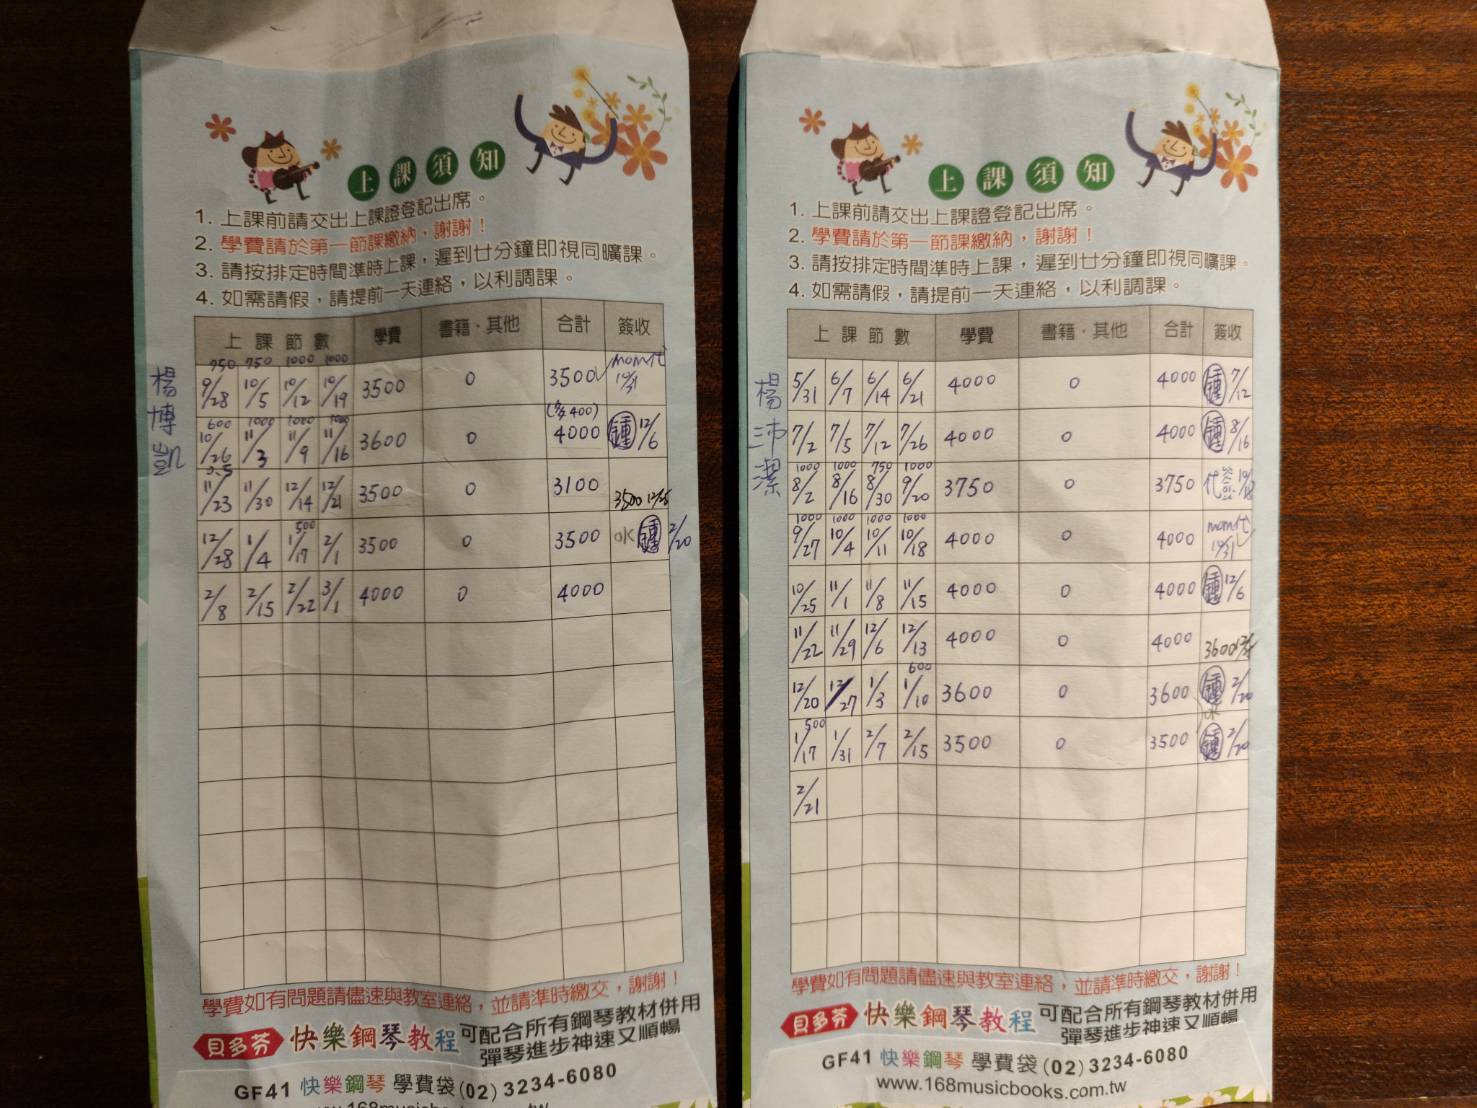 上課須知
1. 上課前請交出上課證登記出席。
2. 學費請於第一節課繳納，謝謝！
3. 請按排定時間準時上課，遲到廿分鐘即視同曠課。
4. 如需請假，請提前一天連絡，以利調課。
上課節數 學費 書籍・其他 合計 簽收
楊博凱
750 750 1000 1000
9/28 10/5 10/12 10/19 3500 0 3500 mom代 10/31
600 1000 1000 1000
10/26 11/3 11/9 11/16 3600 0 4000 鍾 12/6
0.5
11/23 11/30 12/14 12/21 3500 0 3100 3500
500
12/28 1/4 1/17 2/1 3500 0 3500 ok 鍾 2/20
2/8 2/15 2/22 3/1 4000 0 4000
學費如有問題請儘速與教室連絡，並請準時繳交，謝謝！
貝多芬 快樂鋼琴教程 可配合所有鋼琴教材併用
彈琴進步神速又順暢
GF41 快樂鋼琴 學費袋 (02) 3234-6080
上課須知
1. 上課前請交出上課證登記出席。
2. 學費請於第一節課繳納，謝謝！
3. 請按排定時間準時上課，遲到廿分鐘即視同曠課。
4. 如需請假，請提前一天連絡，以利調課。
上課節數 學費 書籍・其他 合計 簽收
楊沛潔
5/31 6/7 6/14 6/21 4000 0 4000 鍾 7/12
7/2 7/5 7/12 7/26 4000 0 4000 鍾 8/16
1000 1000 750 1000
8/2 8/16 8/30 9/20 3750 0 3750 代簽
1000 1000 1000 1000
9/27 10/4 10/11 10/18 4000 0 4000 mom代 10/31
10/25 11/1 11/8 11/15 4000 0 4000 鍾 12/6
11/22 11/29 12/6 12/13 4000 0 4000 3600
600
12/20 12/27 1/3 1/10 3600 0 3600 鍾 2/20
500 ok
1/17 1/31 2/7 2/15 3500 0 3500 鍾 2/20
2/21
學費如有問題請儘速與教室連絡，並請準時繳交，謝謝！
貝多芬 快樂鋼琴教程 可配合所有鋼琴教材併用
彈琴進步神速又順暢
GF41 快樂鋼琴 學費袋 (02) 3234-6080
www.168musicbooks.com.tw